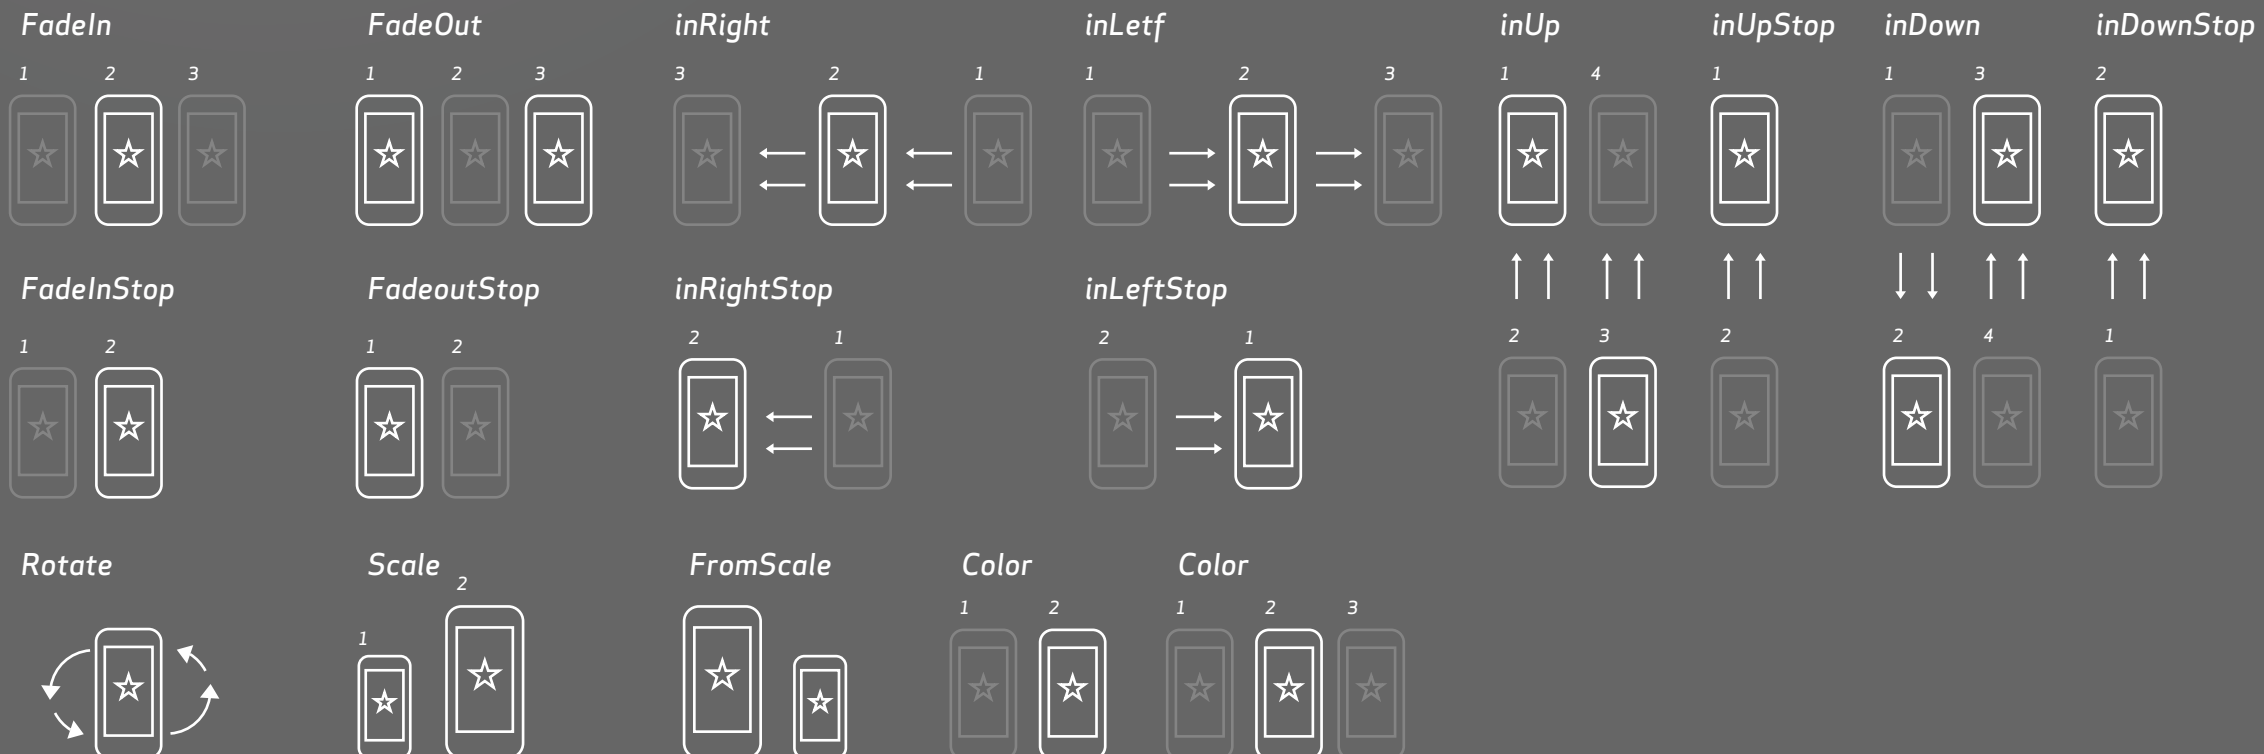 FadeIn FadeOut inRight inLetf inUp inUpStop inDown inDownStop
1 2 3 1 2 3 3 2 1 1 2 3 1 4 1 1 3 2
FadeInStop FadeoutStop inRightStop inLeftStop
1 2 1 2 2 1 2 1 2 3 2 2 4 1
Rotate Scale FromScale Color Color
2
1 2 1 2 3
1